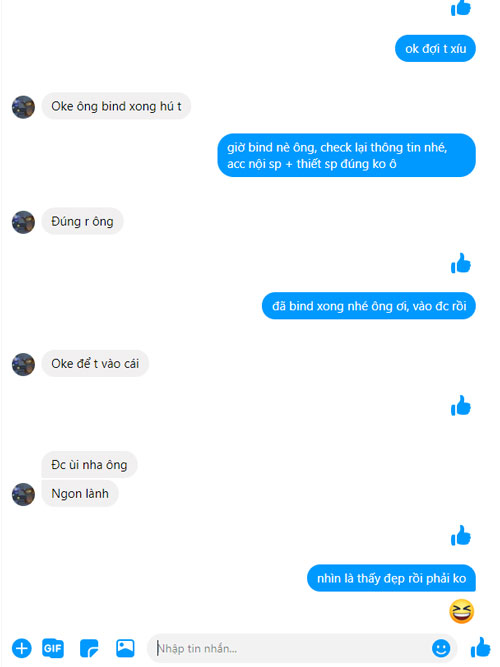 ok đợi t xíu
Oke ông bind xong hú t
giờ bind nè ông, check lại thông tin nhé,
acc nội sp + thiết sp đúng ko ô
Đúng r ông
đã bind xong nhé ông ơi, vào đc rồi
Oke để t vào cái
Đc ùi nha ông
Ngon lành
nhìn là thấy đẹp rồi phải ko
GIF
Nhập tin nhắn...